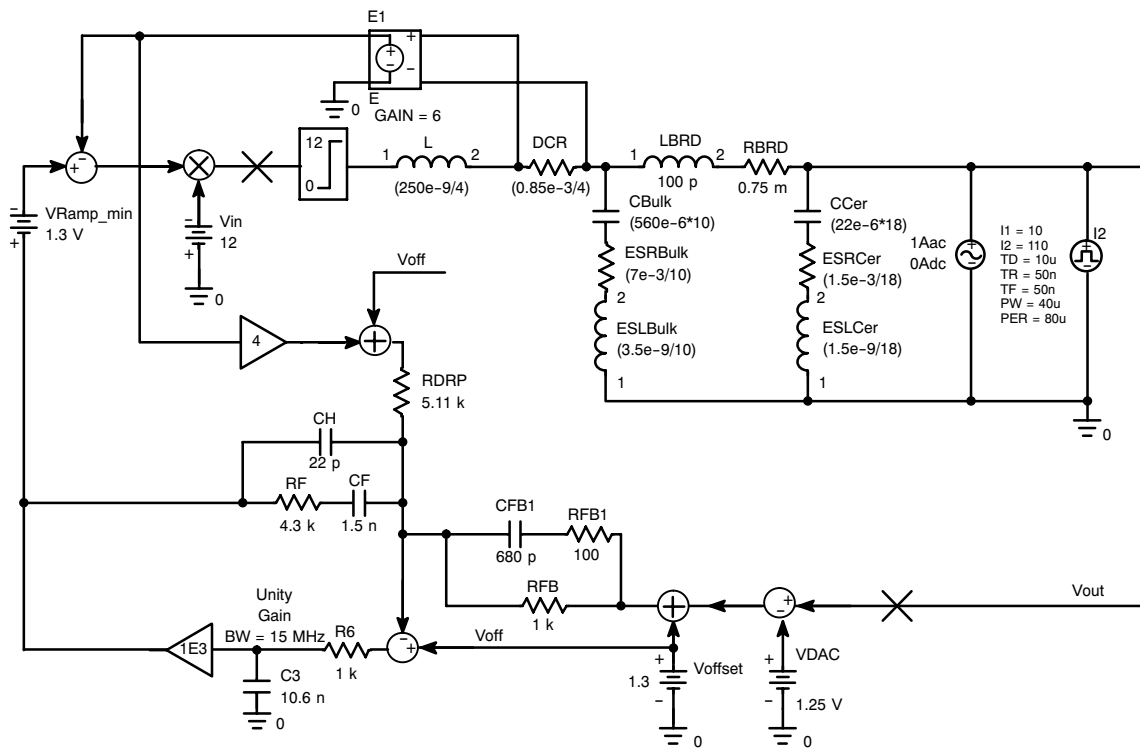 E1
+
+
−
−
E
0
GAIN = 6
12
0
1
L
2
(250e−9/4)
DCR
(0.85e−3/4)
1
LBRD
2
100 p
RBRD
0.75 m
−
+
−
+
VRamp_min
1.3 V
−
+
Vin
12
0
CBulk
(560e−6*10)
ESRBulk
(7e−3/10)
2
ESLBulk
(3.5e−9/10)
1
CCer
(22e−6*18)
ESRCer
(1.5e−3/18)
2
ESLCer
(1.5e−9/18)
1
1Aac
0Adc
+
−
I1 = 10
I2 = 110
TD = 10u
TR = 50n
TF = 50n
PW = 40u
PER = 80u
I2
+
−
0
Voff
4
RDRP
5.11 k
CH
22 p
RF
4.3 k
CF
1.5 n
CFB1
680 p
RFB1
100
RFB
1 k
Unity
Gain
BW = 15 MHz
1E3
R6
1 k
C3
10.6 n
0
−
+
Voff
+
Voffset
1.3
−
0
+
−
VDAC
+
1.25 V
−
0
Vout